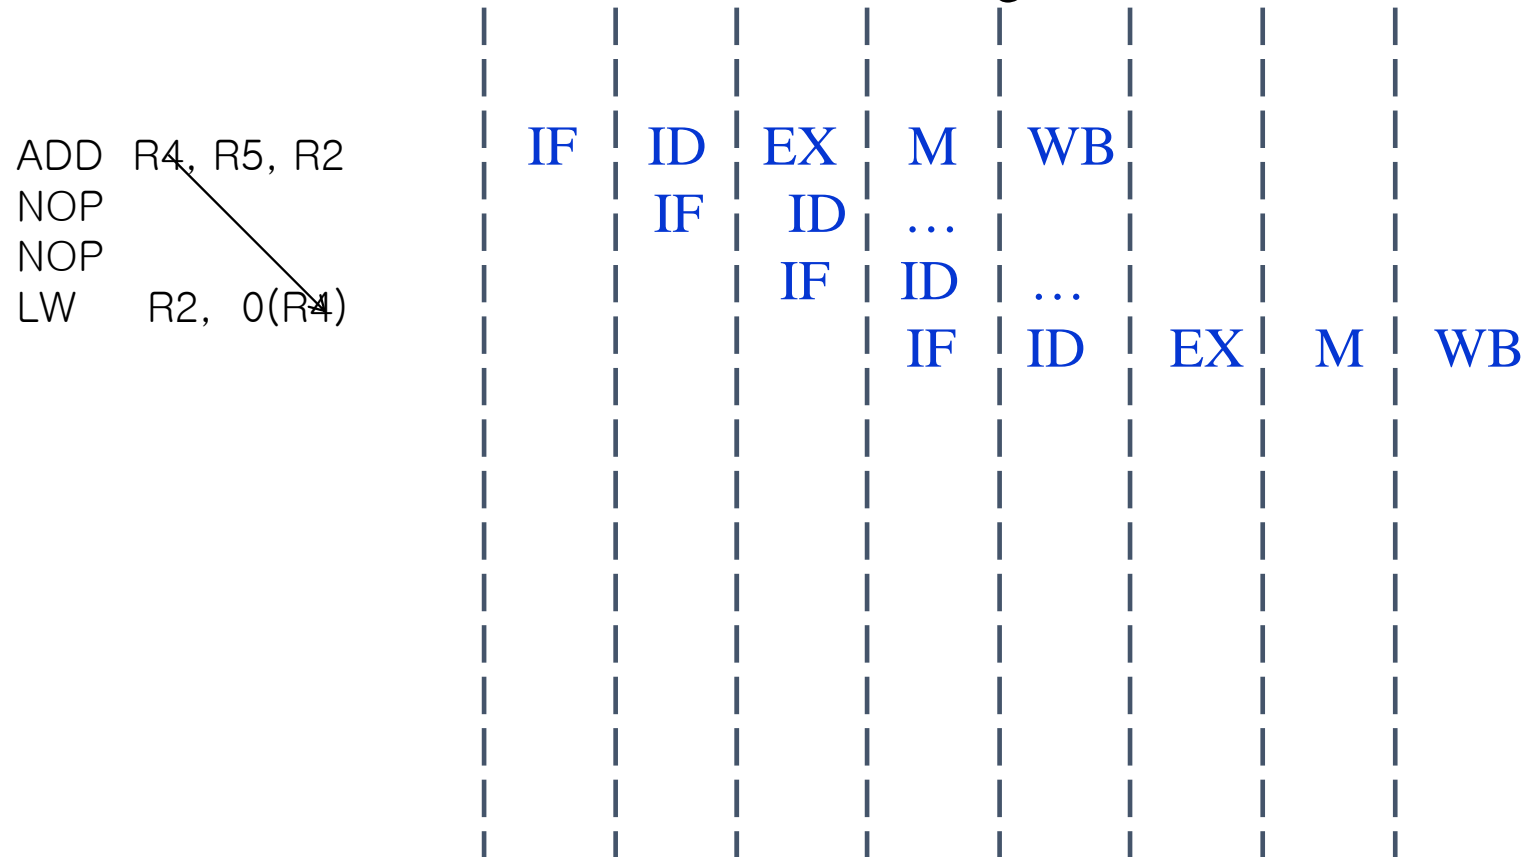 ADD R4, R5, R2 IF ID EX M WB
NOP IF ID ...
NOP IF ID ...
LW R2, 0(R4) IF ID EX M WB